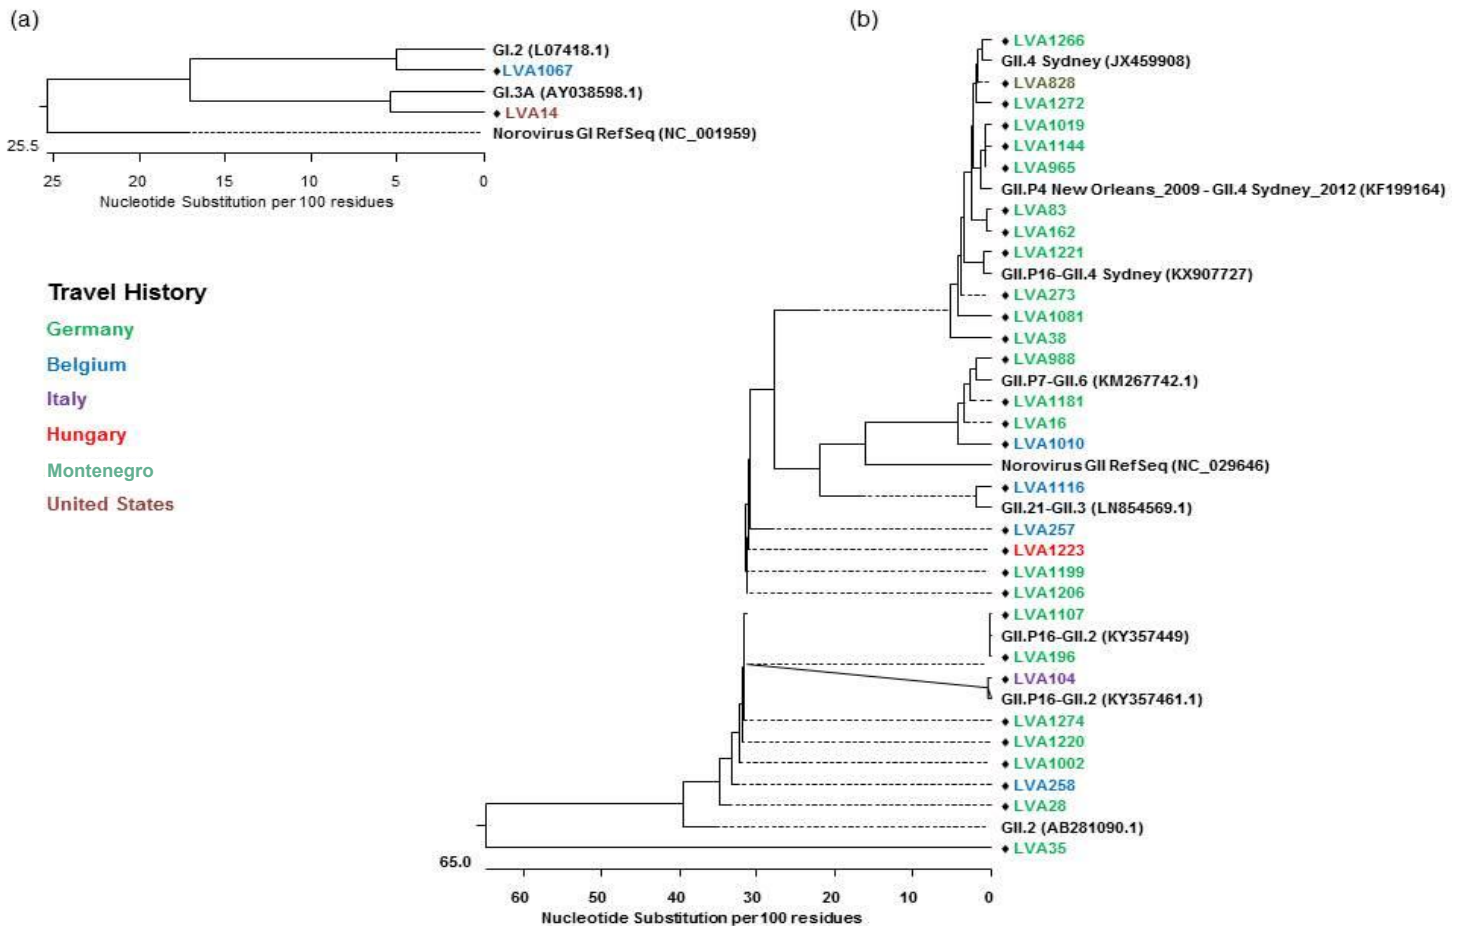 (a)
GI.2 (L07418.1)
LVA1067
GI.3A (AY038598.1)
LVA14
Norovirus GI RefSeq (NC_001959)
25.5
25 20 15 10 5 0
Nucleotide Substitution per 100 residues
Travel History
Germany
Belgium
Italy
Hungary
Montenegro
United States
(b)
LVA1266
GII.4 Sydney (JX459908)
LVA828
LVA1272
LVA1019
LVA1144
LVA965
GII.P4 New Orleans_2009 - GII.4 Sydney_2012 (KF199164)
LVA83
LVA162
LVA1221
GII.P16-GII.4 Sydney (KX907727)
LVA273
LVA1081
LVA38
LVA988
GII.P7-GII.6 (KM267742.1)
LVA1181
LVA16
LVA1010
Norovirus GII RefSeq (NC_029646)
LVA1116
GII.21-GII.3 (LN854569.1)
LVA257
LVA1223
LVA1199
LVA1206
LVA1107
GII.P16-GII.2 (KY357449)
LVA196
LVA104
GII.P16-GII.2 (KY357461.1)
LVA1274
LVA1220
LVA1002
LVA258
LVA28
GII.2 (AB281090.1)
LVA35
65.0
60 50 40 30 20 10 0
Nucleotide Substitution per 100 residues